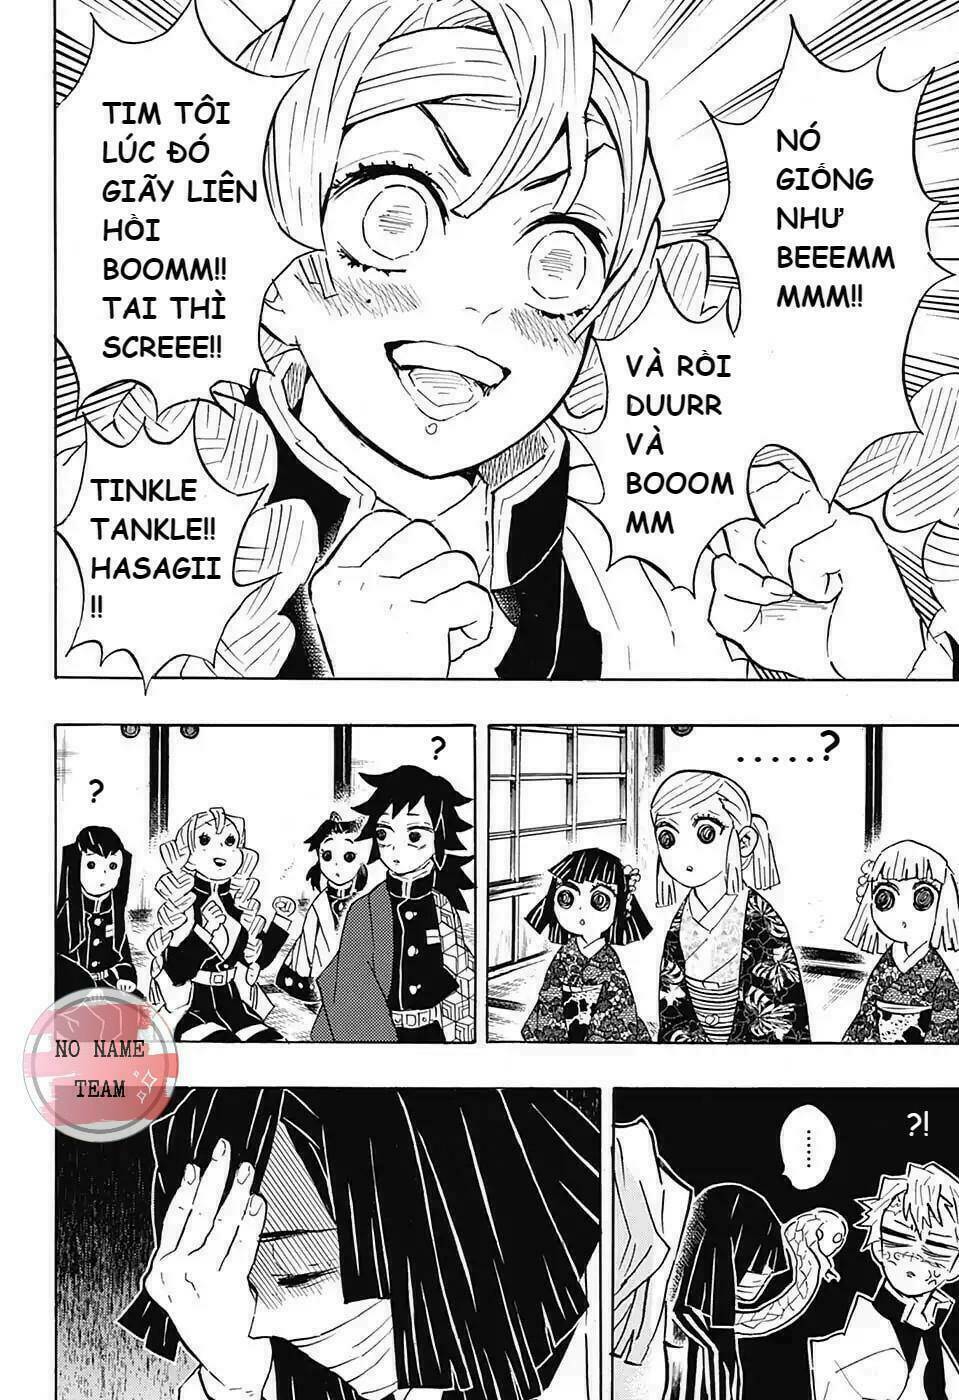 NÓ
GIỐNG
NHƯ
BEEEMM
MMM!!
VÀ RỒI
DUURR
VÀ
BOOOM
MM
TIM TÔI
LÚC ĐÓ
GIÃY LIÊN
HỒI
BOOMM!!
TAI THÌ
SCREEE!!
TINKLE
TANKLE!!
HASAGII
!!
.....?
?
?
?!
......
NO NAME
TEAM